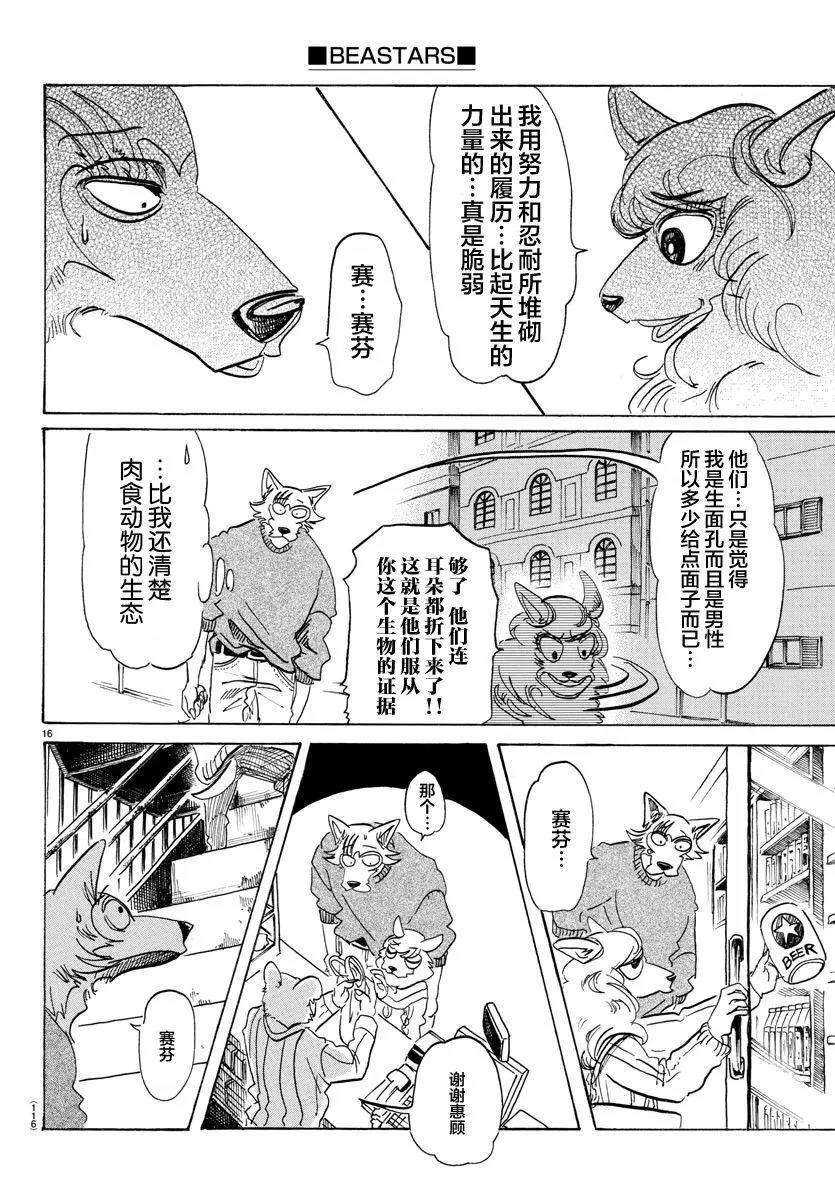 ■BEASTARS■
我用努力和忍耐所堆砌
出来的履历…比起天生的
力量的…真是脆弱
赛…赛芬
他们…只是觉得
我是生面孔而且是男性
所以多少给点面子而已…
够了 他们连
耳朵都折下来了!!
这就是他们服从
你这个生物的证据
…比我还清楚
肉食动物的生态
16
赛芬…
BEER
那个…
谢谢惠顾
赛芬
(116)